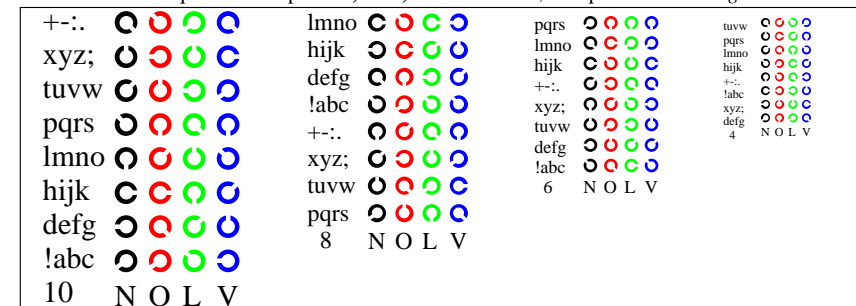 +-:.
xyz;
tuvw
pqrs
lmno
hijk
defg
!abc
10 N O L V
lmno
hijk
defg
!abc
+-:.
xyz;
tuvw
pqrs
8 N O L V
pqrs
lmno
hijk
+-:.
xyz;
tuvw
defg
!abc
6 N O L V
tuvw
pqrs
lmno
hijk
+-:.
!abc
xyz;
defg
4 N O L V